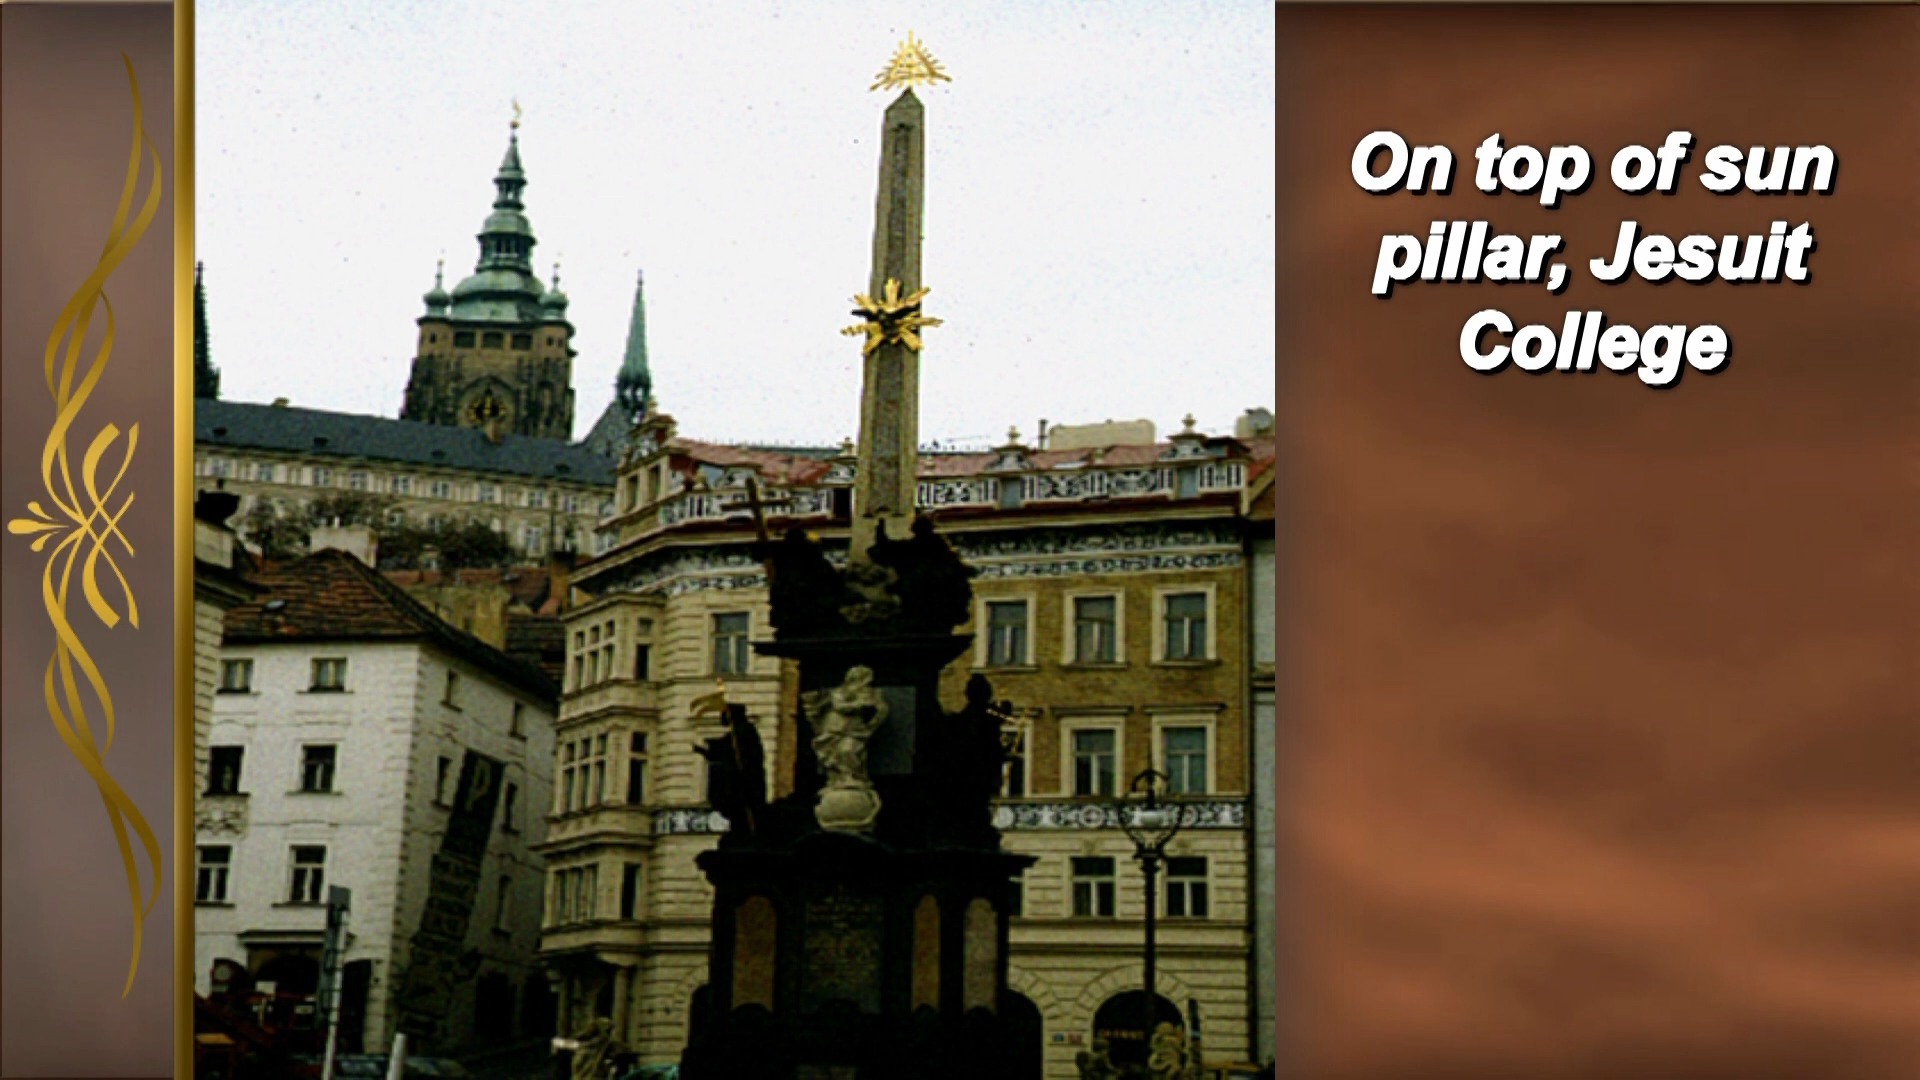 On top of sun
pillar, Jesuit
College